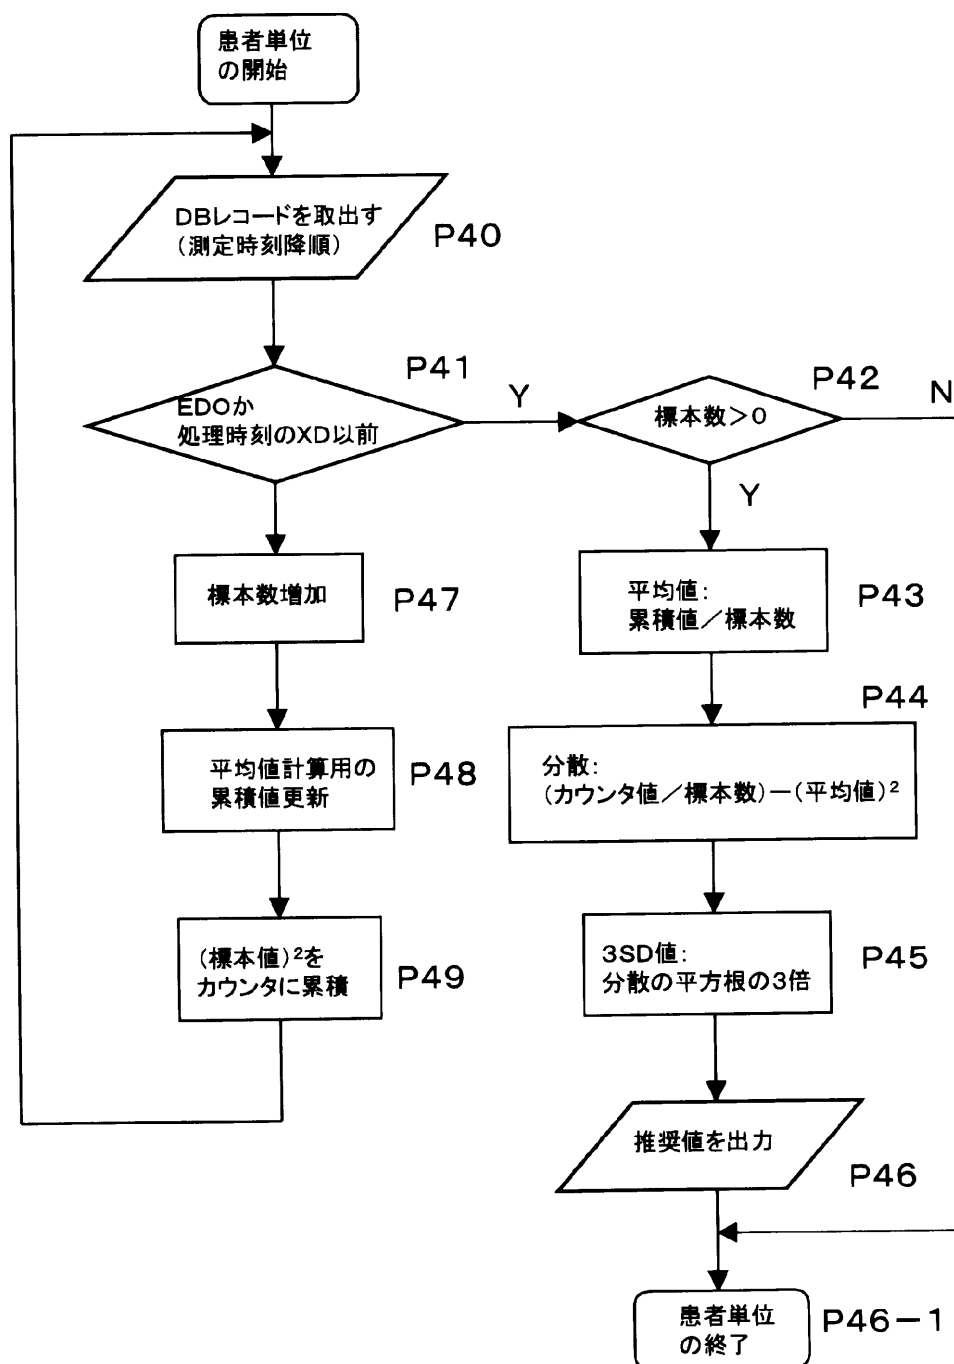 患者単位
の開始
DBレコードを取出す
(測定時刻降順)
P40
P41
EDOか
処理時刻のXD以前
Y
P42
標本数>0
N
Y
標本数増加
P47
平均値:
累積値/標本数
P43
P44
平均値計算用の
累積値更新
P48
分散:
(カウンタ値/標本数)-(平均値)²
(標本値)²を
カウンタに累積
P49
3SD値:
分散の平方根の3倍
P45
推奨値を出力
P46
患者単位
の終了
P46-1